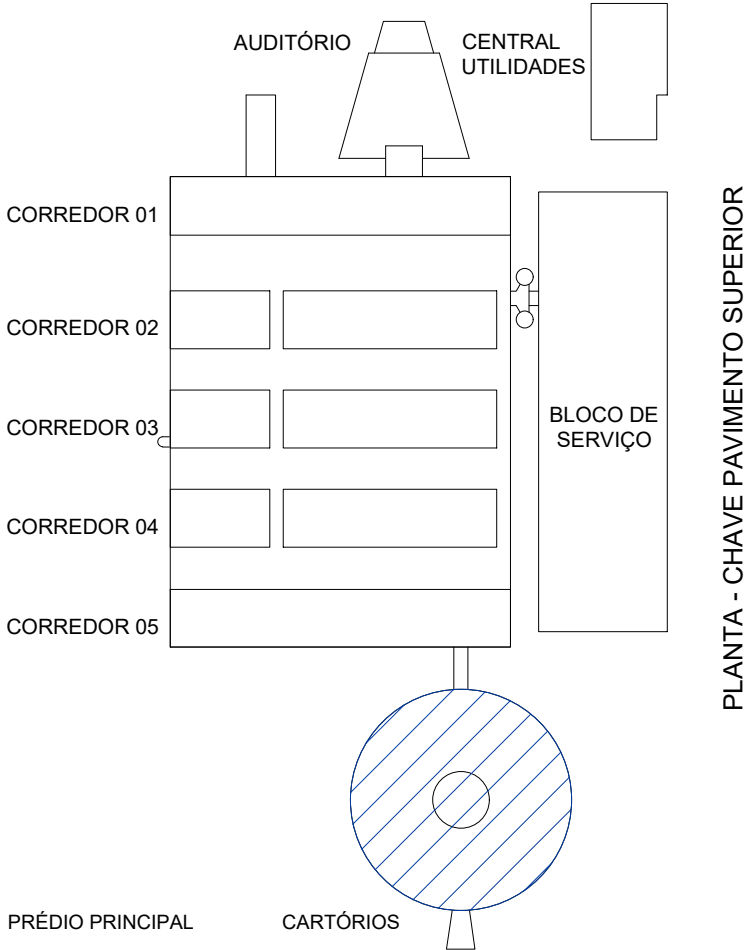 AUDITÓRIO
CENTRAL
UTILIDADES
CORREDOR 01
CORREDOR 02
CORREDOR 03
CORREDOR 04
CORREDOR 05
BLOCO DE
SERVIÇO
PLANTA - CHAVE PAVIMENTO SUPERIOR
PRÉDIO PRINCIPAL
CARTÓRIOS